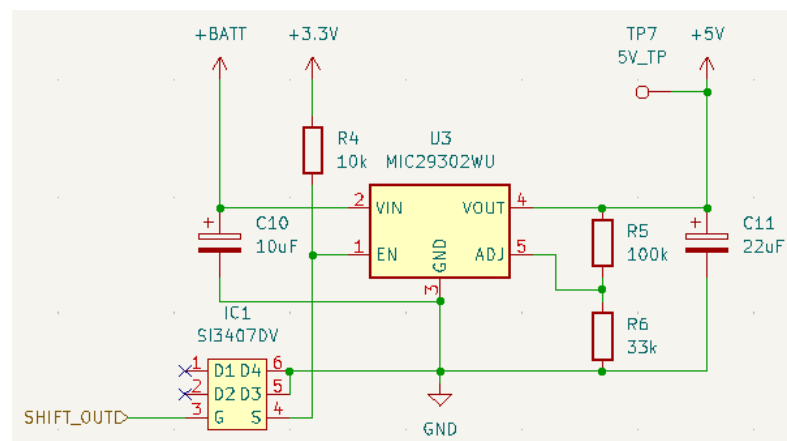 +BATT
+3.3V
TP7
5V_TP
+5V
R4
10k
U3
MIC29302WU
2
VIN
VOUT
4
1
EN
GND
ADJ
5
3
+
C10
10uF
R5
100k
+
C11
22uF
R6
33k
IC1
SI3407DV
1
D1
D4
6
2
D2
D3
5
3
G
S
4
SHIFT_OUT
GND